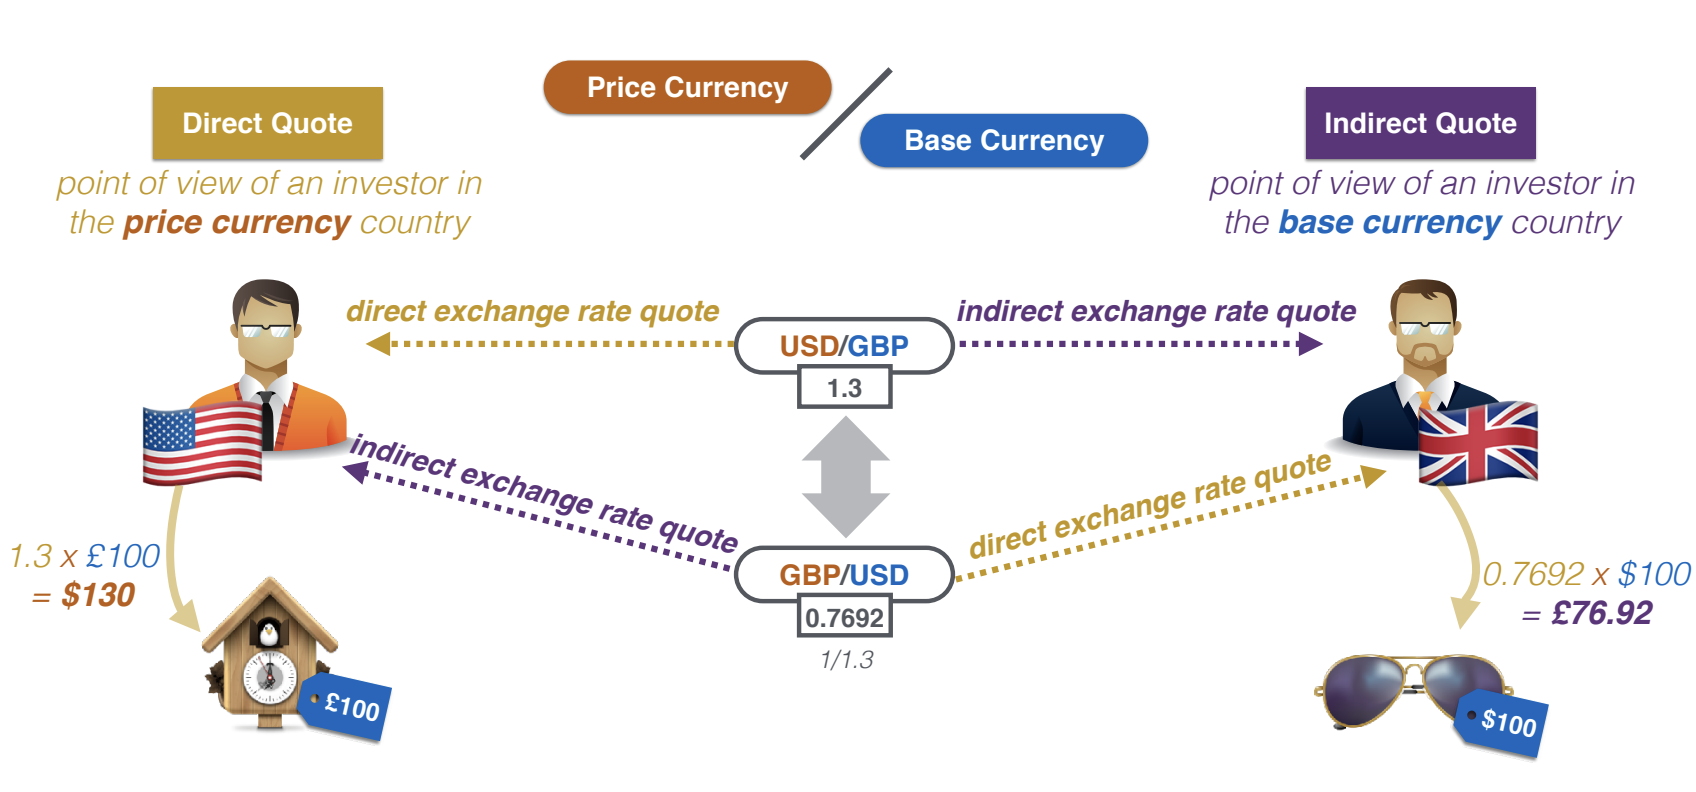 Price Currency
/
Base Currency
Direct Quote
point of view of an investor in
the price currency country
Indirect Quote
point of view of an investor in
the base currency country
direct exchange rate quote
USD/GBP
1.3
indirect exchange rate quote
indirect exchange rate quote
GBP/USD
0.7692
1/1.3
direct exchange rate quote
1.3 x £100
= $130
£100
0.7692 x $100
= £76.92
$100